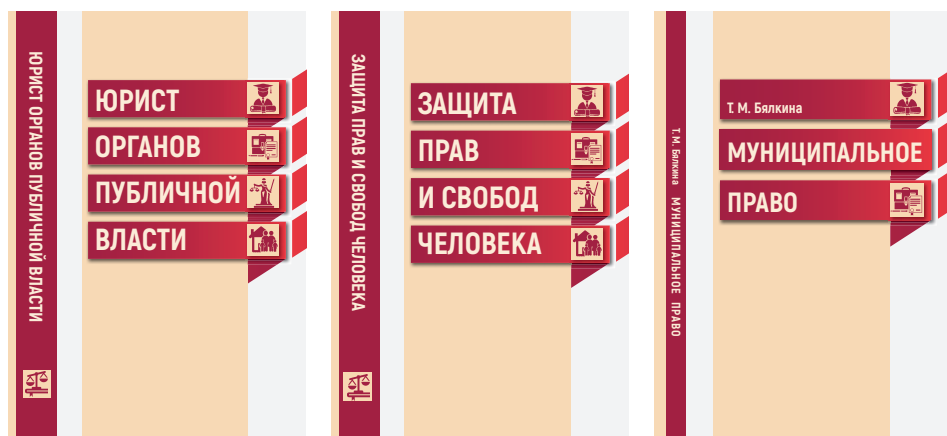 ЮРИСТ ОРГАНОВ ПУБЛИЧНОЙ ВЛАСТИ
ЮРИСТ
ОРГАНОВ
ПУБЛИЧНОЙ
ВЛАСТИ
ЗАЩИТА ПРАВ И СВОБОД ЧЕЛОВЕКА
ЗАЩИТА
ПРАВ
И СВОБОД
ЧЕЛОВЕКА
Т. М. Бялкина МУНИЦИПАЛЬНОЕ ПРАВО
Т. М. Бялкина
МУНИЦИПАЛЬНОЕ
ПРАВО